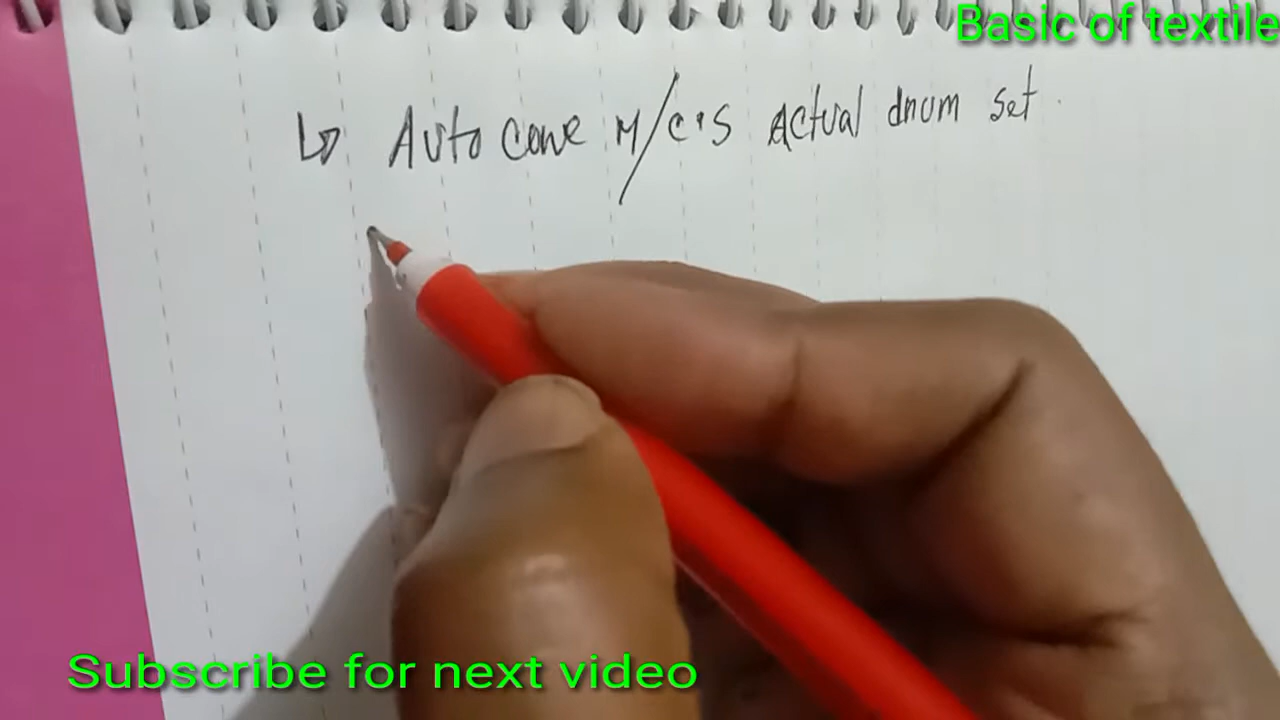 Basic of textile
↳ Auto Cone M/C's Actual drum set.
Subscribe for next video